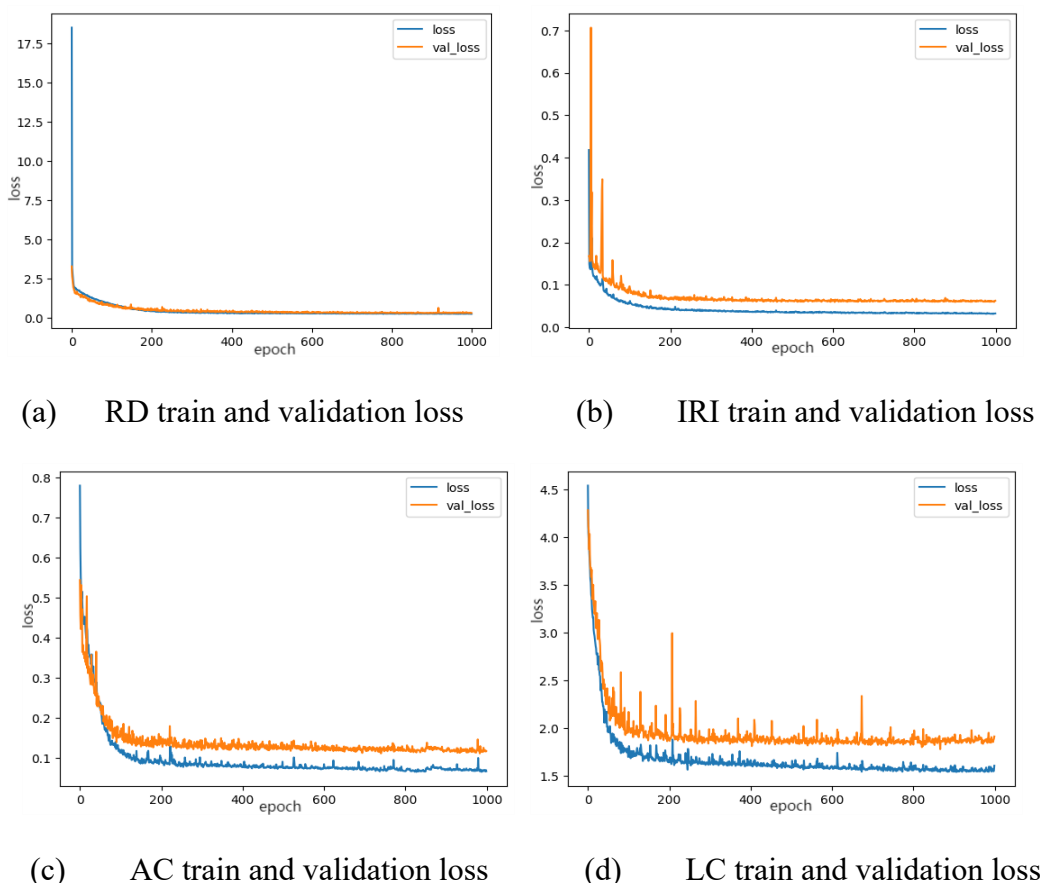 loss
val_loss
17.5
15.0
12.5
10.0
7.5
5.0
2.5
0.0
loss
0 200 400 600 800 1000
epoch
(a) RD train and validation loss
loss
val_loss
0.7
0.6
0.5
0.4
0.3
0.2
0.1
0.0
loss
0 200 400 600 800 1000
epoch
(b) IRI train and validation loss
loss
val_loss
0.8
0.7
0.6
0.5
0.4
0.3
0.2
0.1
loss
0 200 400 600 800 1000
epoch
(c) AC train and validation loss
loss
val_loss
4.5
4.0
3.5
3.0
2.5
2.0
1.5
loss
0 200 400 600 800 1000
epoch
(d) LC train and validation loss